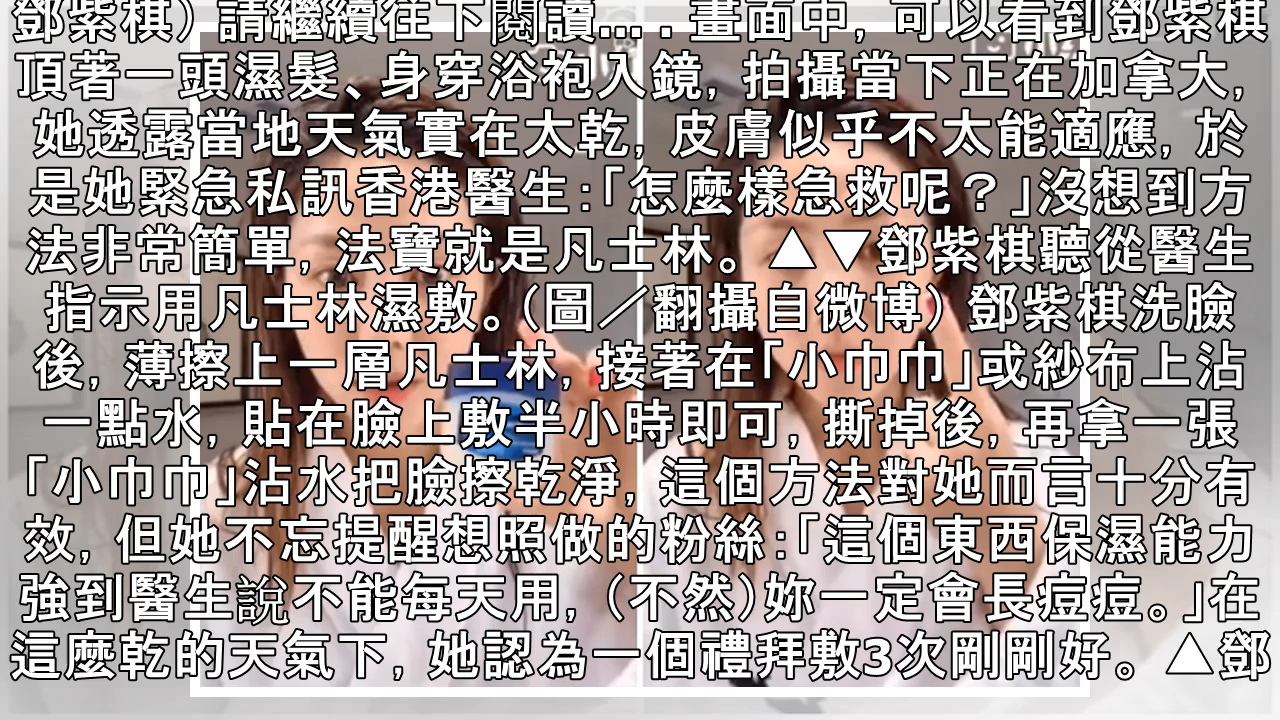 鄧紫棋) 請繼續往下閱讀... . 畫面中, 可以看到鄧紫棋
頂著一頭濕髮、身穿浴袍入鏡, 拍攝當下正在加拿大,
她透露當地天氣實在太乾, 皮膚似乎不太能適應, 於
是她緊急私訊香港醫生:「怎麼樣急救呢？」沒想到方
法非常簡單, 法寶就是凡士林。▲▼鄧紫棋聽從醫生
指示用凡士林濕敷。(圖／翻攝自微博) 鄧紫棋洗臉
後, 薄擦上一層凡士林, 接著在「小巾巾」或紗布上沾
一點水, 貼在臉上敷半小時即可, 撕掉後, 再拿一張
「小巾巾」沾水把臉擦乾淨, 這個方法對她而言十分有
效, 但她不忘提醒想照做的粉絲:「這個東西保濕能力
強到醫生說不能每天用, (不然)妳一定會長痘痘。」在
這麼乾的天氣下, 她認為一個禮拜敷3次剛剛好。▲鄧